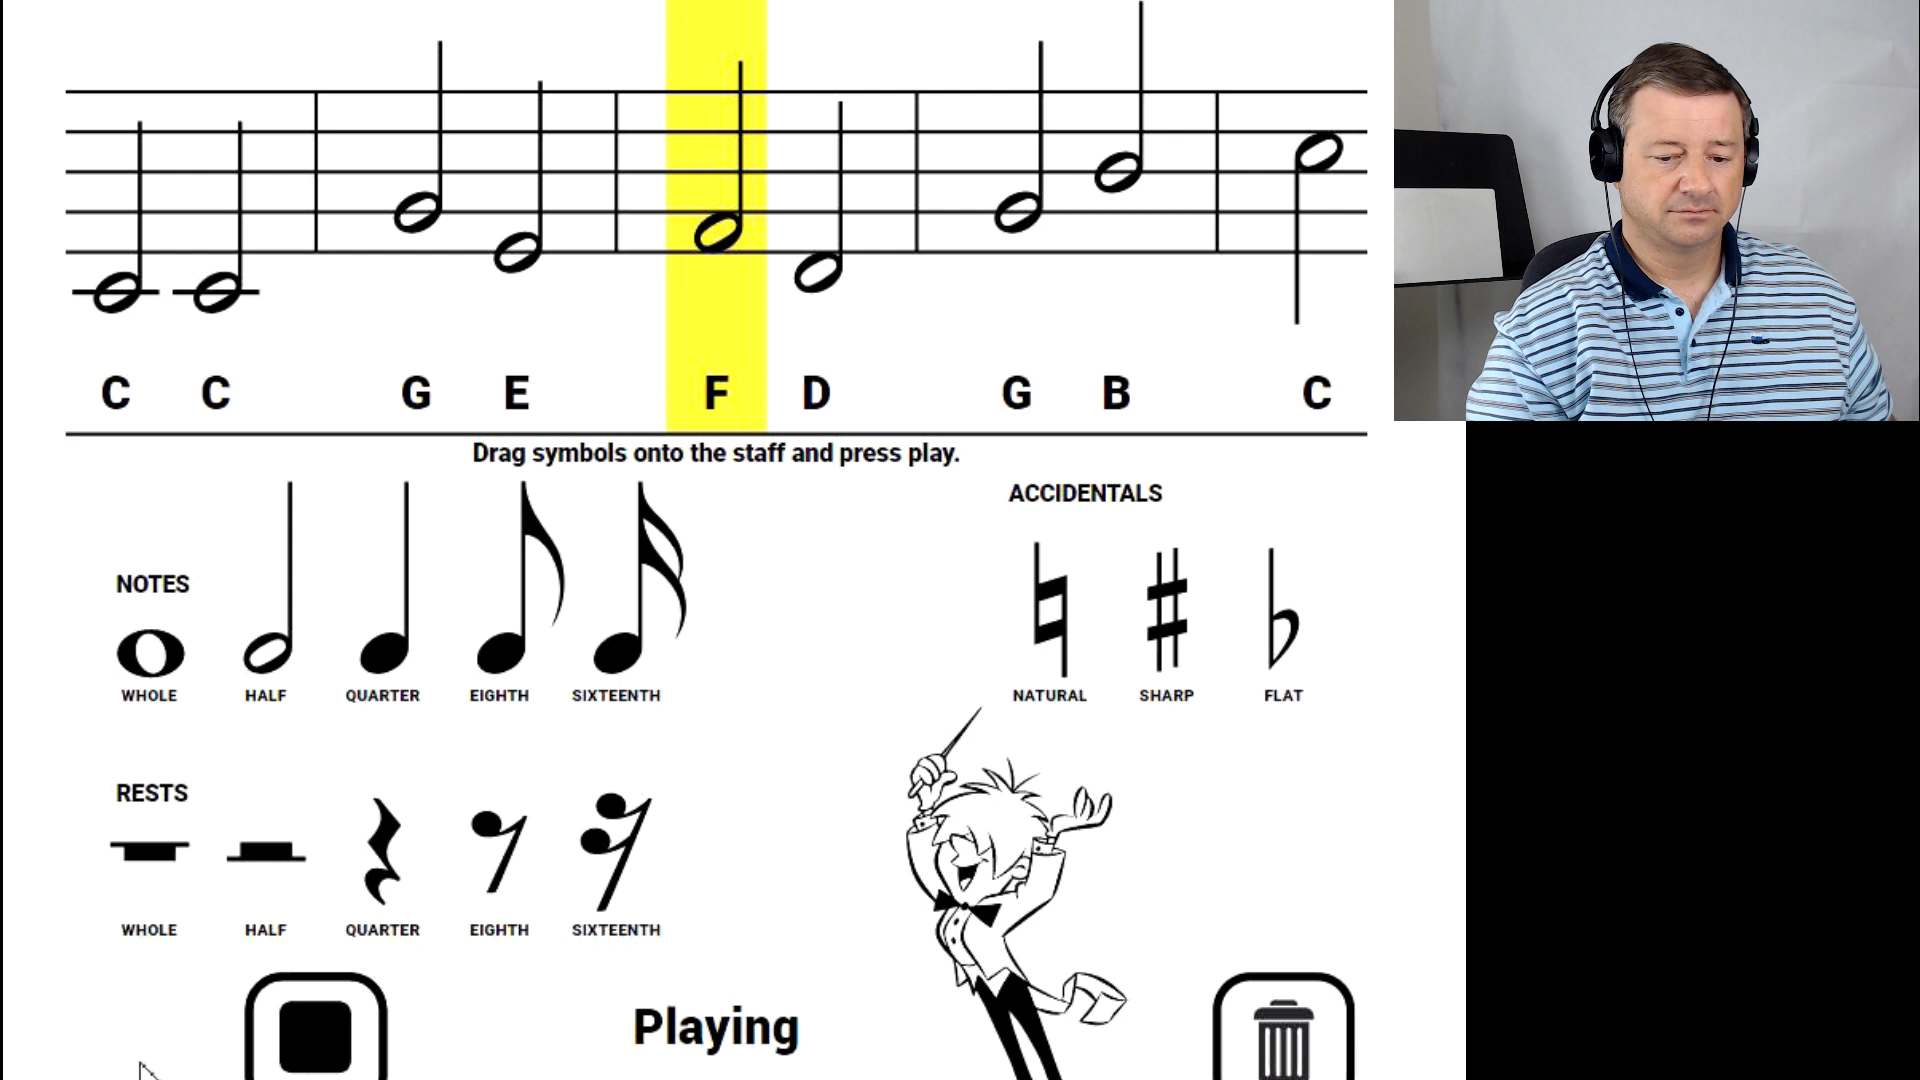 C C G E F D G B C
Drag symbols onto the staff and press play.
ACCIDENTALS
NOTES
WHOLE HALF QUARTER EIGHTH SIXTEENTH NATURAL SHARP FLAT
RESTS
WHOLE HALF QUARTER EIGHTH SIXTEENTH
Playing